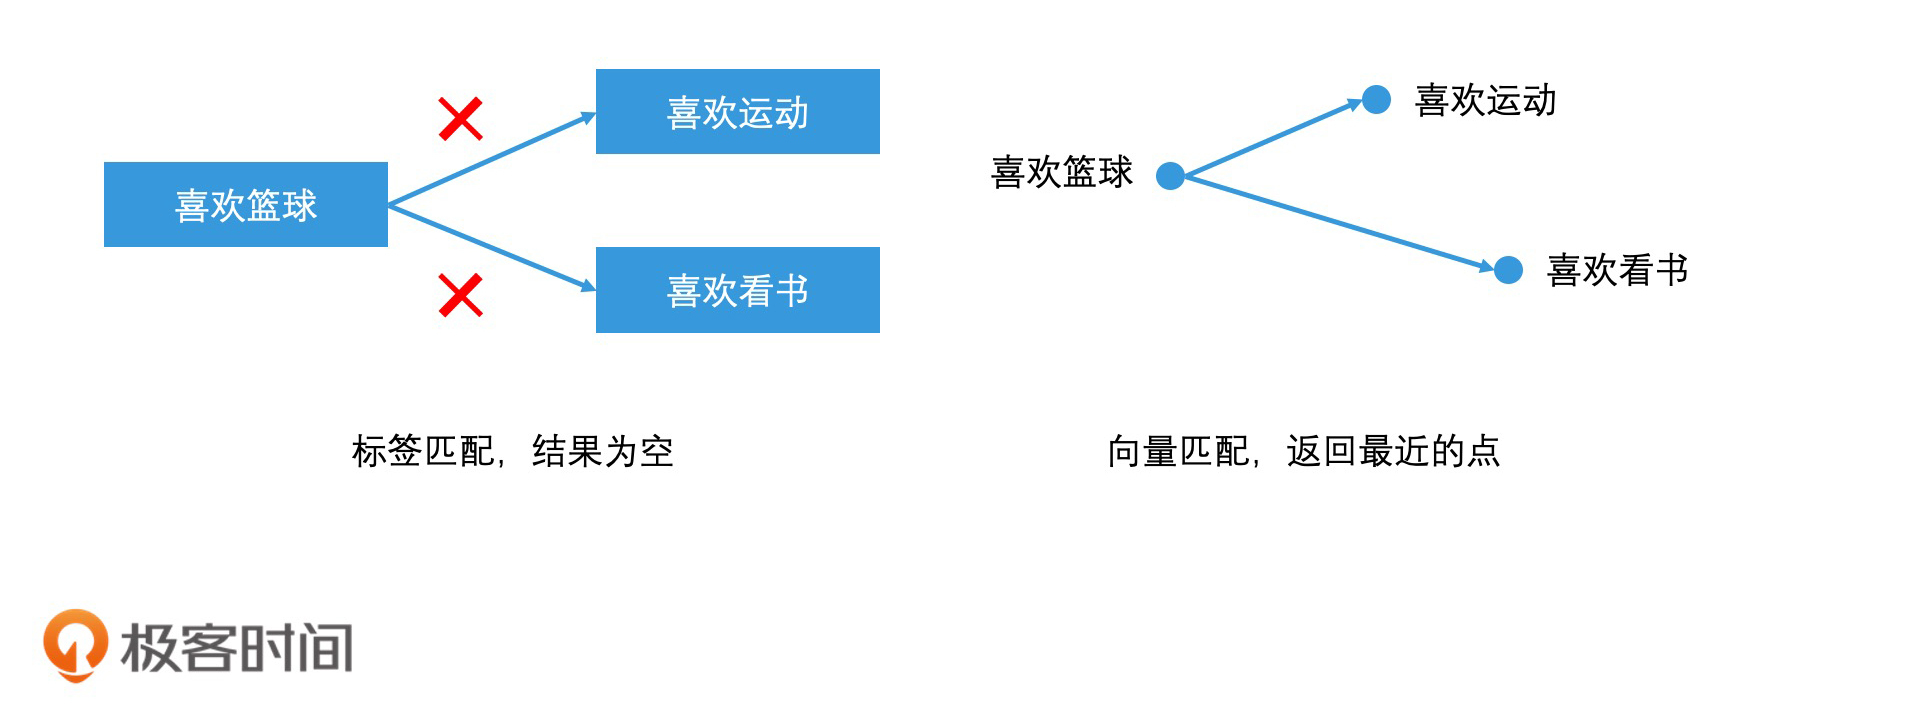 喜欢篮球
喜欢运动
喜欢看书
标签匹配，结果为空
喜欢篮球
喜欢运动
喜欢看书
向量匹配，返回最近的点
极客时间